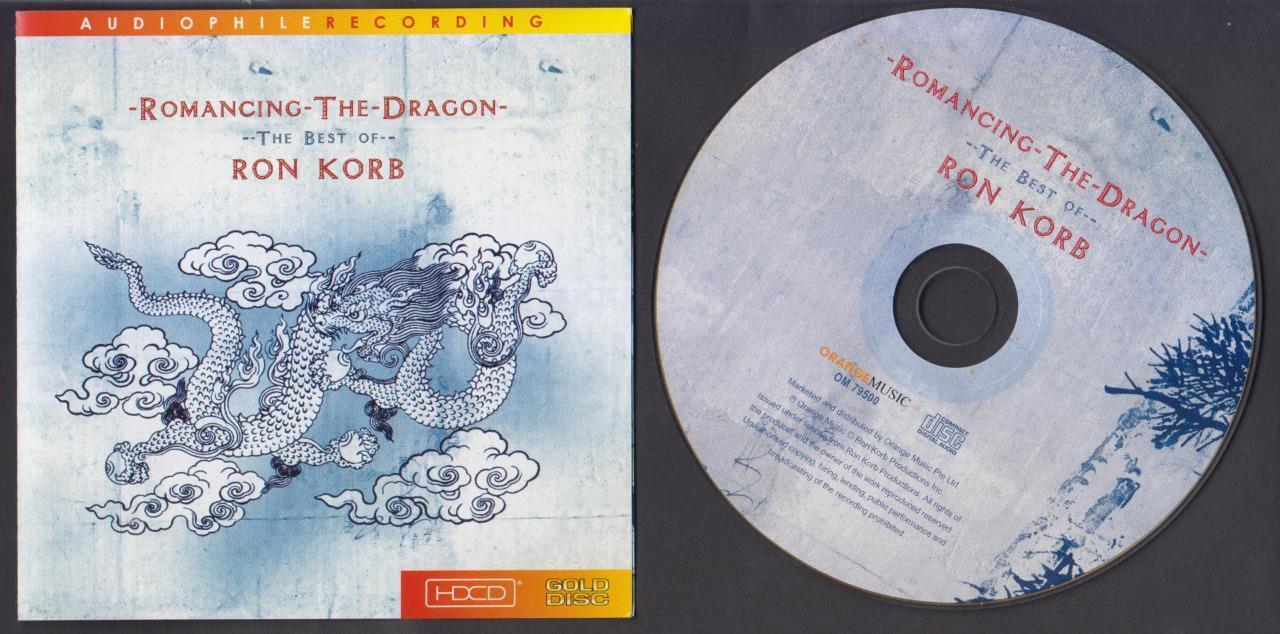 AUDIOPHILE RECORDING
-ROMANCING-THE-DRAGON-
--THE BEST OF--
RON KORB
HDCD®
GOLD
DISC
-ROMANCING-THE-DRAGON-
--THE BEST OF--
RON KORB
ORANGEMUSIC
OM 79500
COMPACT
disc
DIGITAL AUDIO
Marketed and distributed by Orange Music Pte Ltd.
℗ Orange Music © Ron Korb Productions Inc.
Issued under license from Ron Korb Productions. All rights of
the producer and the owner of the work reproduced reserved.
Unauthorised copying, hiring, lending, public performance and
broadcasting of the recording prohibited.